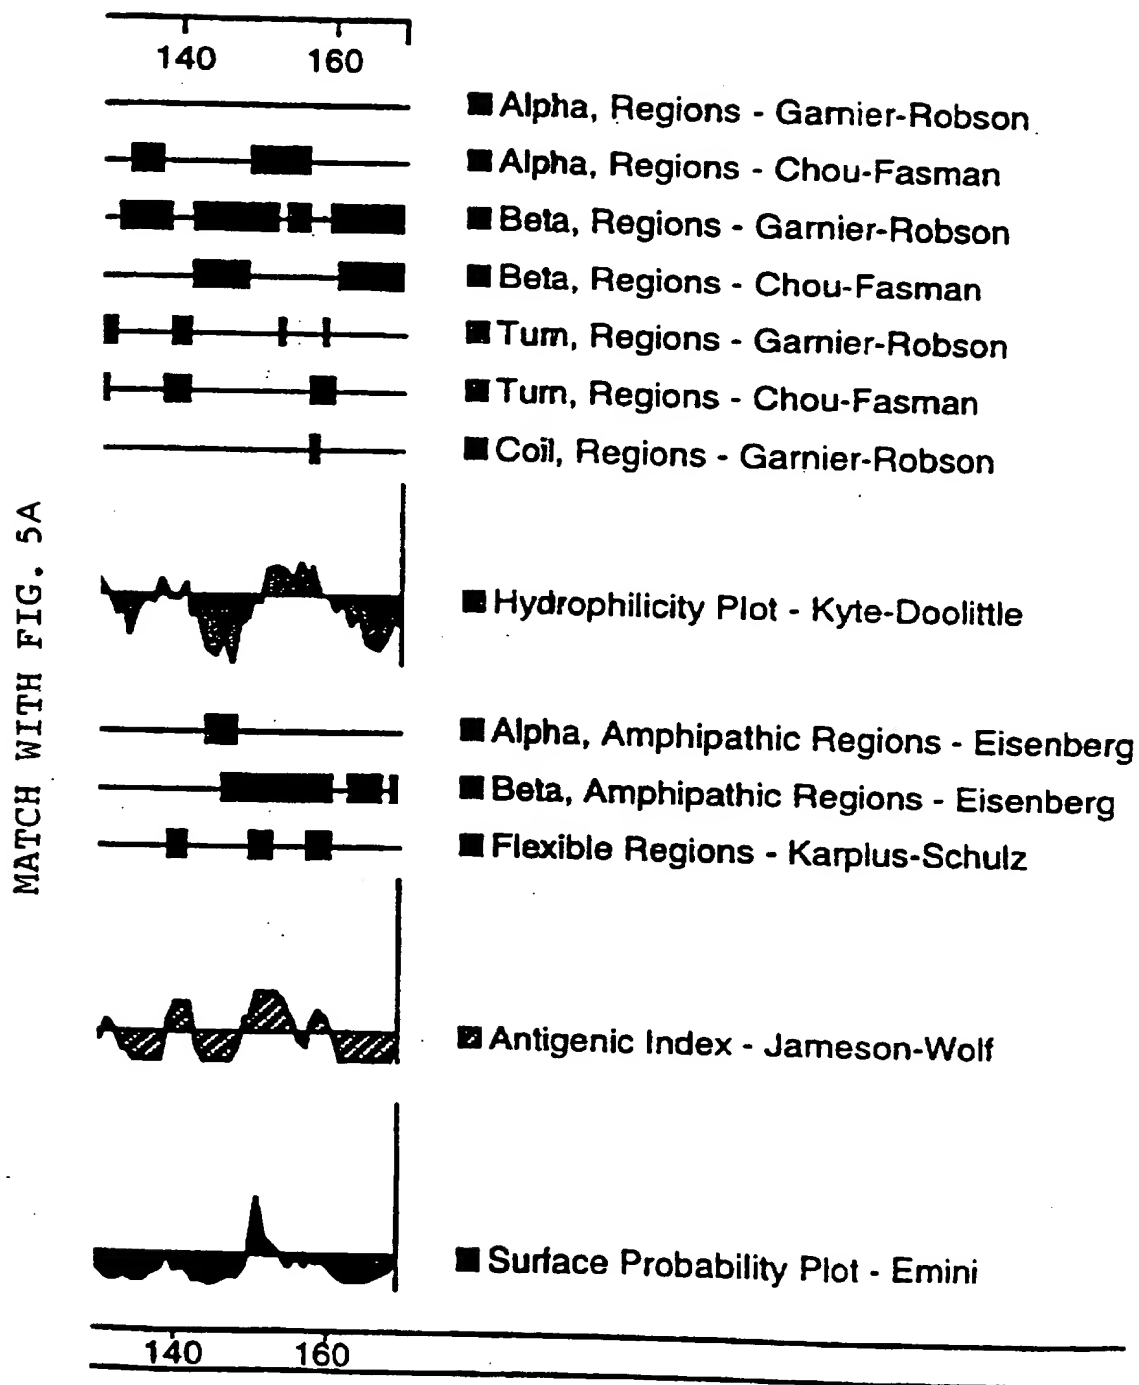 140 160
Alpha, Regions - Garnier-Robson
Alpha, Regions - Chou-Fasman
Beta, Regions - Garnier-Robson
Beta, Regions - Chou-Fasman
Turn, Regions - Garnier-Robson
Turn, Regions - Chou-Fasman
Coil, Regions - Garnier-Robson
MATCH WITH FIG. 5A
Hydrophilicity Plot - Kyte-Doolittle
Alpha, Amphipathic Regions - Eisenberg
Beta, Amphipathic Regions - Eisenberg
Flexible Regions - Karplus-Schulz
Antigenic Index - Jameson-Wolf
Surface Probability Plot - Emini
140 160